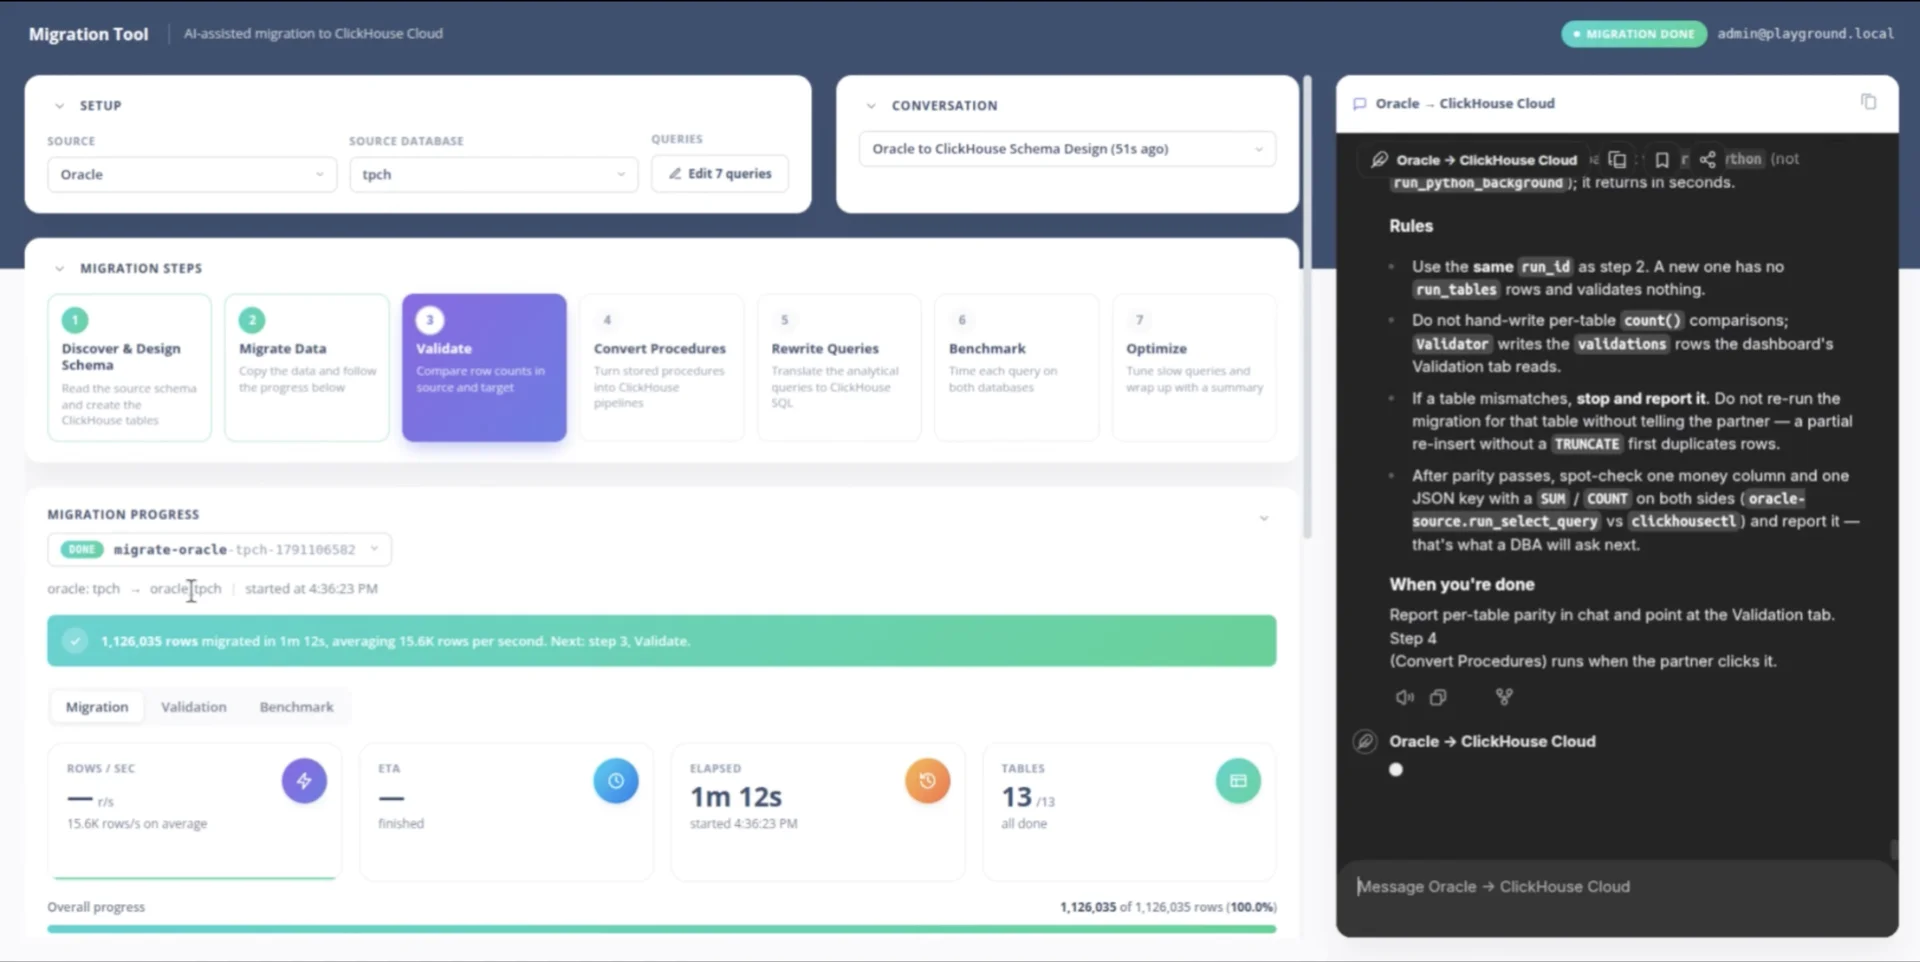 Migration Tool
AI-assisted migration to ClickHouse Cloud
MIGRATION DONE
admin@playground.local
SETUP
SOURCE
SOURCE DATABASE
QUERIES
Oracle
tpch
Edit 7 queries
CONVERSATION
Oracle to ClickHouse Schema Design (51s ago)
MIGRATION STEPS
1
Discover & Design
Schema
Read the source schema
and create the
ClickHouse tables
2
Migrate Data
Copy the data and follow
the progress below
3
Validate
Compare row counts in
source and target
4
Convert Procedures
Turn stored procedures
into ClickHouse
pipelines
5
Rewrite Queries
Translate the analytical
queries to ClickHouse
SQL
6
Benchmark
Time each query on
both databases
7
Optimize
Tune slow queries and
wrap up with a summary
MIGRATION PROGRESS
DONE migrate-oracle-tpch-1791106582
oracle: tpch → oracle tpch | started at 4:36:23 PM
1,126,035 rows migrated in 1m 12s, averaging 15.6K rows per second. Next: step 3, Validate.
Migration
Validation
Benchmark
ROWS / SEC
— r/s
15.6K rows/s on average
ETA
—
finished
ELAPSED
1m 12s
started 4:36:23 PM
TABLES
13 /13
all done
Overall progress
1,126,035 of 1,126,035 rows (100.0%)
Oracle → ClickHouse Cloud
Oracle → ClickHouse Cloud
(not
run_python_background); it returns in seconds.
Rules
Use the same run_id as step 2. A new one has no
run_tables rows and validates nothing.
Do not hand-write per-table count() comparisons;
Validator writes the validations rows the dashboard's
Validation tab reads.
If a table mismatches, stop and report it. Do not re-run the
migration for that table without telling the partner — a partial
re-insert without a TRUNCATE first duplicates rows.
After parity passes, spot-check one money column and one
JSON key with a SUM / COUNT on both sides (oracle-
source.run_select_query vs clickhousectl) and report it —
that's what a DBA will ask next.
When you're done
Report per-table parity in chat and point at the Validation tab.
Step 4
(Convert Procedures) runs when the partner clicks it.
Oracle → ClickHouse Cloud
Message Oracle → ClickHouse Cloud